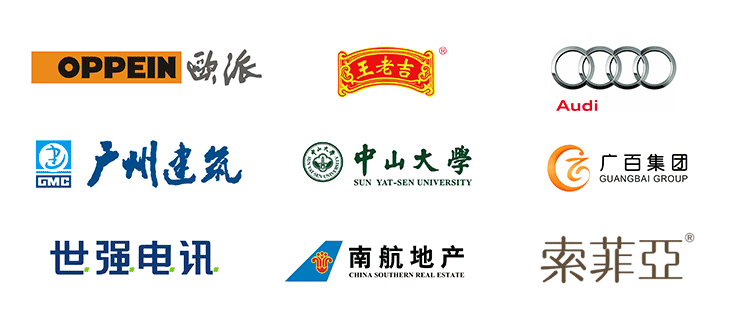 OPPEIN 欧派
王老吉®
Audi
GMC 广州建筑
中山大學
SUN YAT-SEN UNIVERSITY
广百集团
GUANGBAI GROUP
世强电讯
南航地产
CHINA SOUTHERN REAL ESTATE
索菲亞®